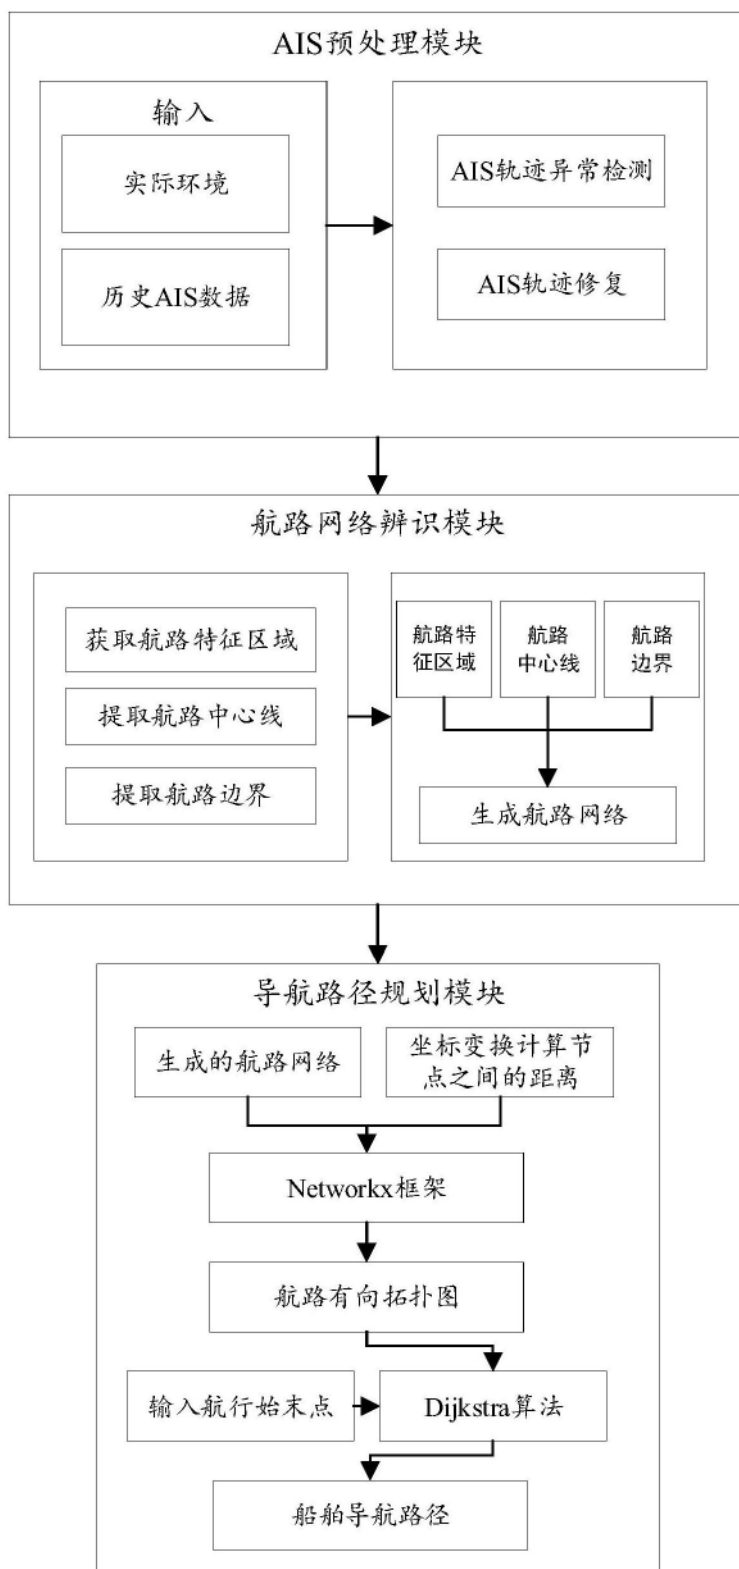 AIS预处理模块
输入
实际环境
历史AIS数据
AIS轨迹异常检测
AIS轨迹修复
航路网络辨识模块
获取航路特征区域
提取航路中心线
提取航路边界
航路特
征区域
航路
中心线
航路
边界
生成航路网络
导航路径规划模块
生成的航路网络
坐标变换计算节
点之间的距离
Networkx框架
航路有向拓扑图
输入航行始末点
Dijkstra算法
船舶导航路径